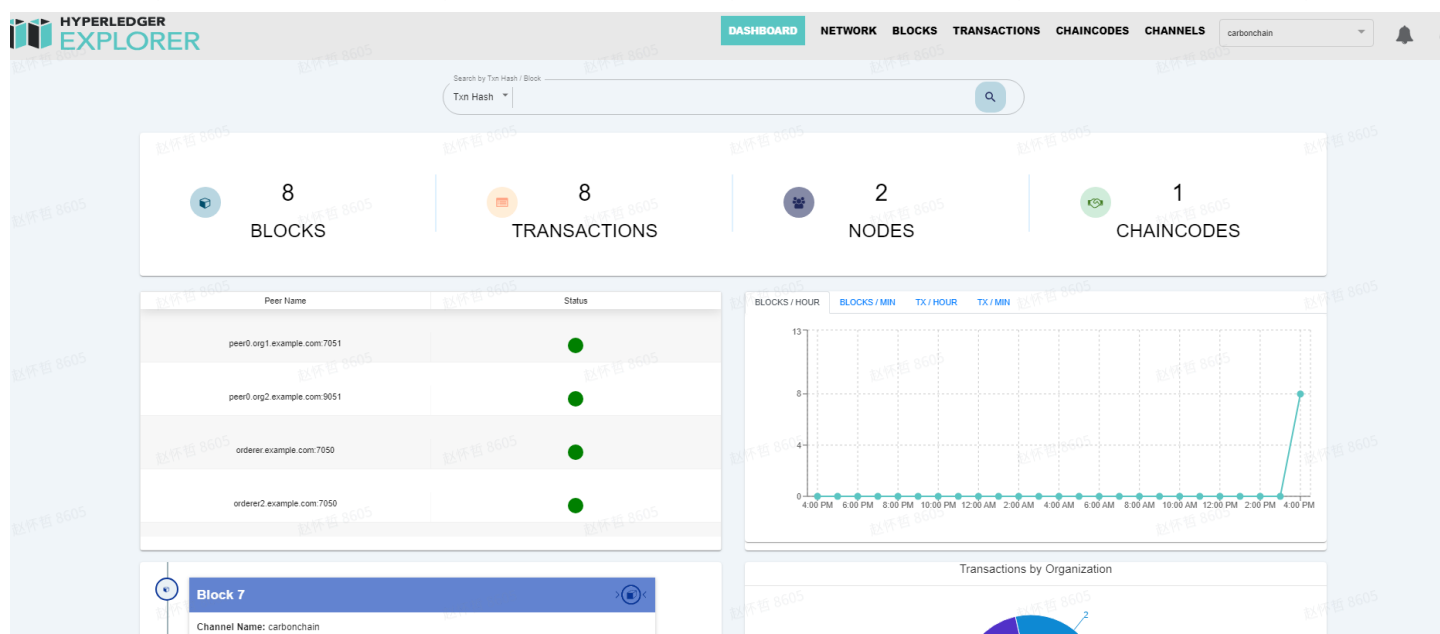 HYPERLEDGER
EXPLORER
DASHBOARD NETWORK BLOCKS TRANSACTIONS CHAINCODES CHANNELS carbonchain
Search by Txn Hash / Block
Txn Hash
8
BLOCKS
8
TRANSACTIONS
2
NODES
1
CHAINCODES
Peer Name Status
peer0.org1.example.com:7051
peer0.org2.example.com:9051
orderer.example.com:7050
orderer2.example.com:7050
BLOCKS / HOUR BLOCKS / MIN TX / HOUR TX / MIN
13
8
4
0
4:00 PM 6:00 PM 8:00 PM 10:00 PM 12:00 AM 2:00 AM 4:00 AM 6:00 AM 8:00 AM 10:00 AM 12:00 PM 2:00 PM 4:00 PM
Block 7
Channel Name: carbonchain
Transactions by Organization
2
赵怀哲 8605